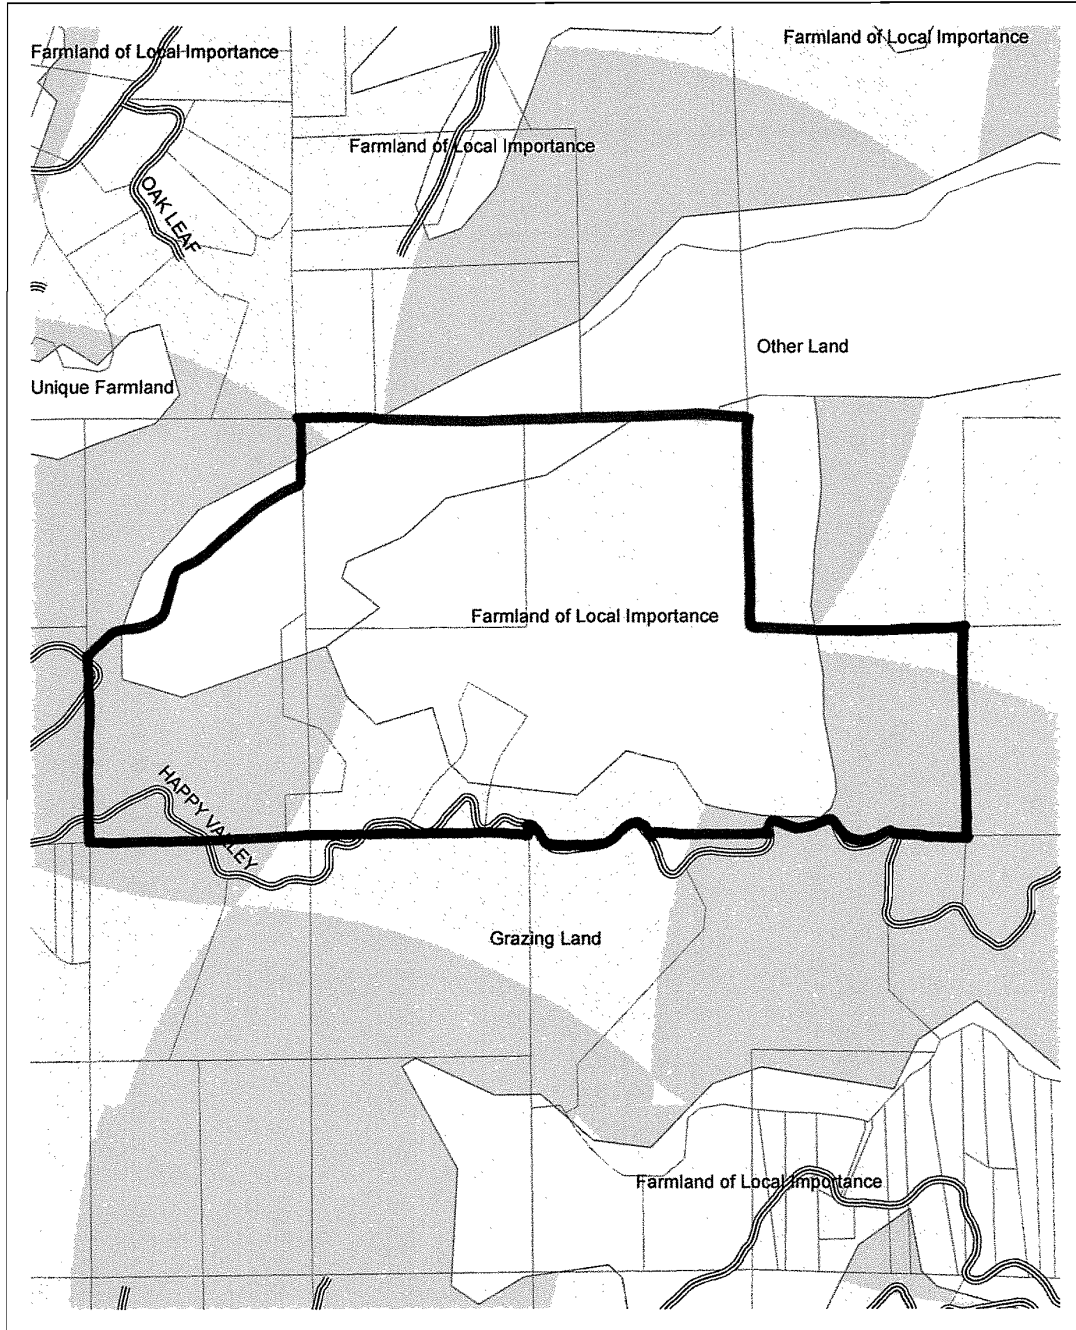 Farmland of Local Importance
Farmland of Local Importance
Farmland of Local Importance
OAK LEAF
Other Land
Unique Farmland
Farmland of Local Importance
HAPPY VALLEY
Grazing Land
Farmland of Local Importance